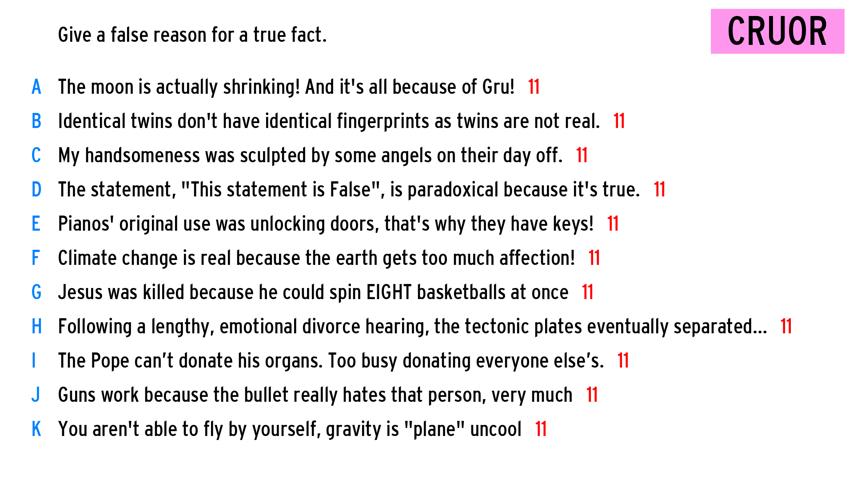 Give a false reason for a true fact.
CRUOR
A The moon is actually shrinking! And it's all because of Gru! 11
B Identical twins don't have identical fingerprints as twins are not real. 11
C My handsomeness was sculpted by some angels on their day off. 11
D The statement, "This statement is False", is paradoxical because it's true. 11
E Pianos' original use was unlocking doors, that's why they have keys! 11
F Climate change is real because the earth gets too much affection! 11
G Jesus was killed because he could spin EIGHT basketballs at once 11
H Following a lengthy, emotional divorce hearing, the tectonic plates eventually separated... 11
I The Pope can’t donate his organs. Too busy donating everyone else’s. 11
J Guns work because the bullet really hates that person, very much 11
K You aren't able to fly by yourself, gravity is "plane" uncool 11